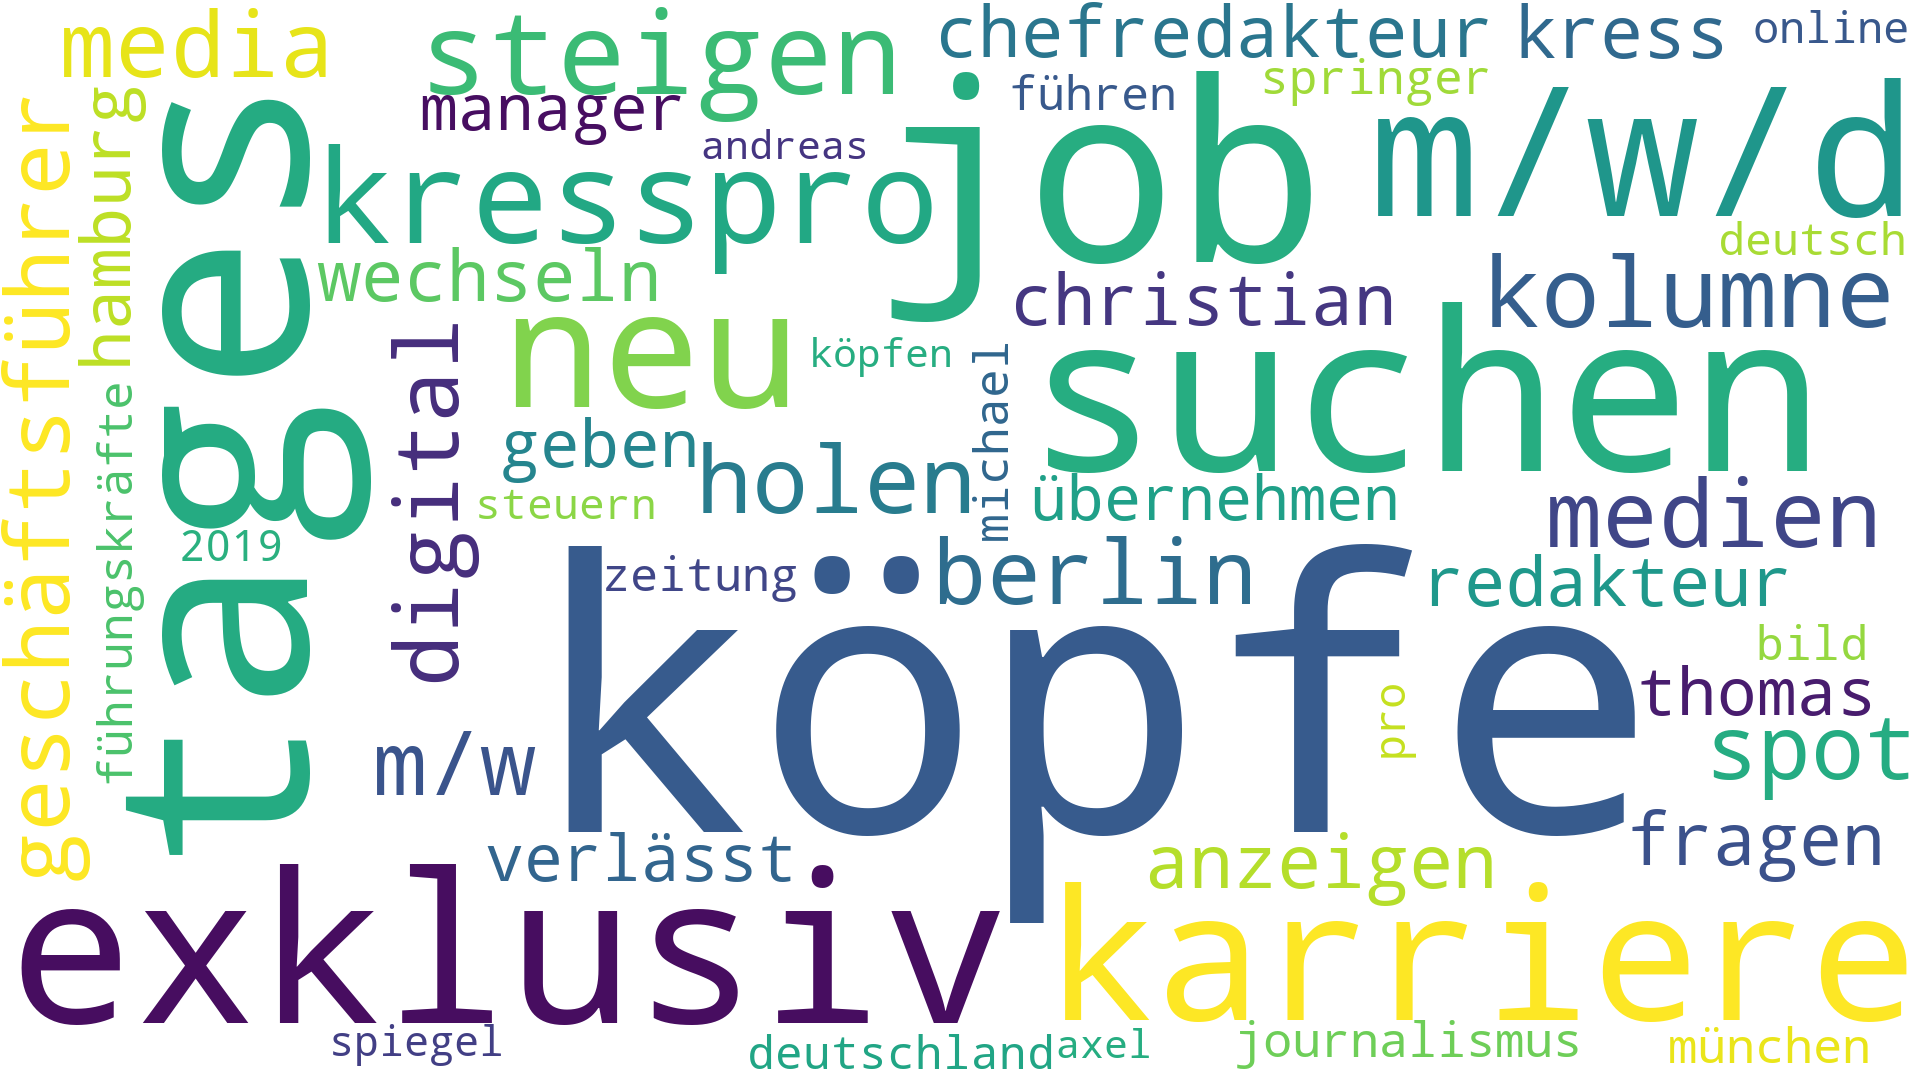 media
steigen
chefredakteur
kress
online
manager
führen
springer
andreas
job
m/w/d
kresspro
geschäftsführer
hamburg
tages
wechseln
christian
deutsch
kolumne
neu
köpfen
michael
suchen
digital
geben
holen
führungskräfte
steuern
übernehmen
medien
2019
zeitung
berlin
redakteur
köpfe
bild
thomas
pro
m/w
spot
verlässt
anzeigen
fragen
exklusiv
karriere
spiegel
deutschland
axel
journalismus
münchen